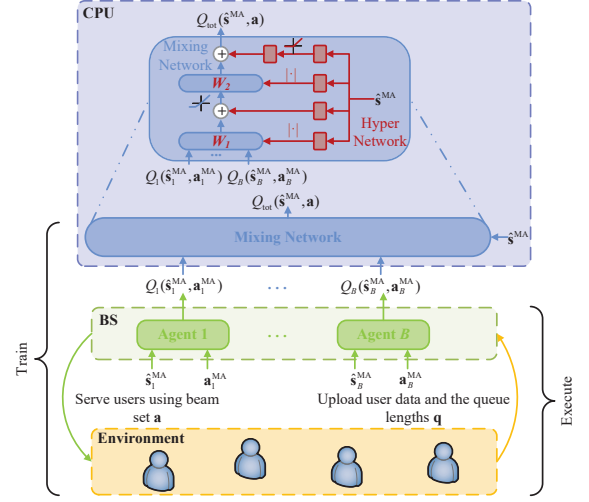 CPU
Q_tot(ŝ^MA, a)
Mixing
Network
W_2
|·|
ŝ^MA
Hyper
Network
|·|
W_1
...
Q_1(ŝ_1^MA, a_1^MA) Q_B(ŝ_B^MA, a_B^MA)
Q_tot(ŝ^MA, a)
Mixing Network
ŝ^MA
Q_1(ŝ_1^MA, a_1^MA) ... Q_B(ŝ_B^MA, a_B^MA)
BS
Agent 1 ... Agent B
ŝ_1^MA a_1^MA ŝ_B^MA a_B^MA
Serve users using beam
set a
Upload user data and the queue
lengths q
Environment
Train
Execute